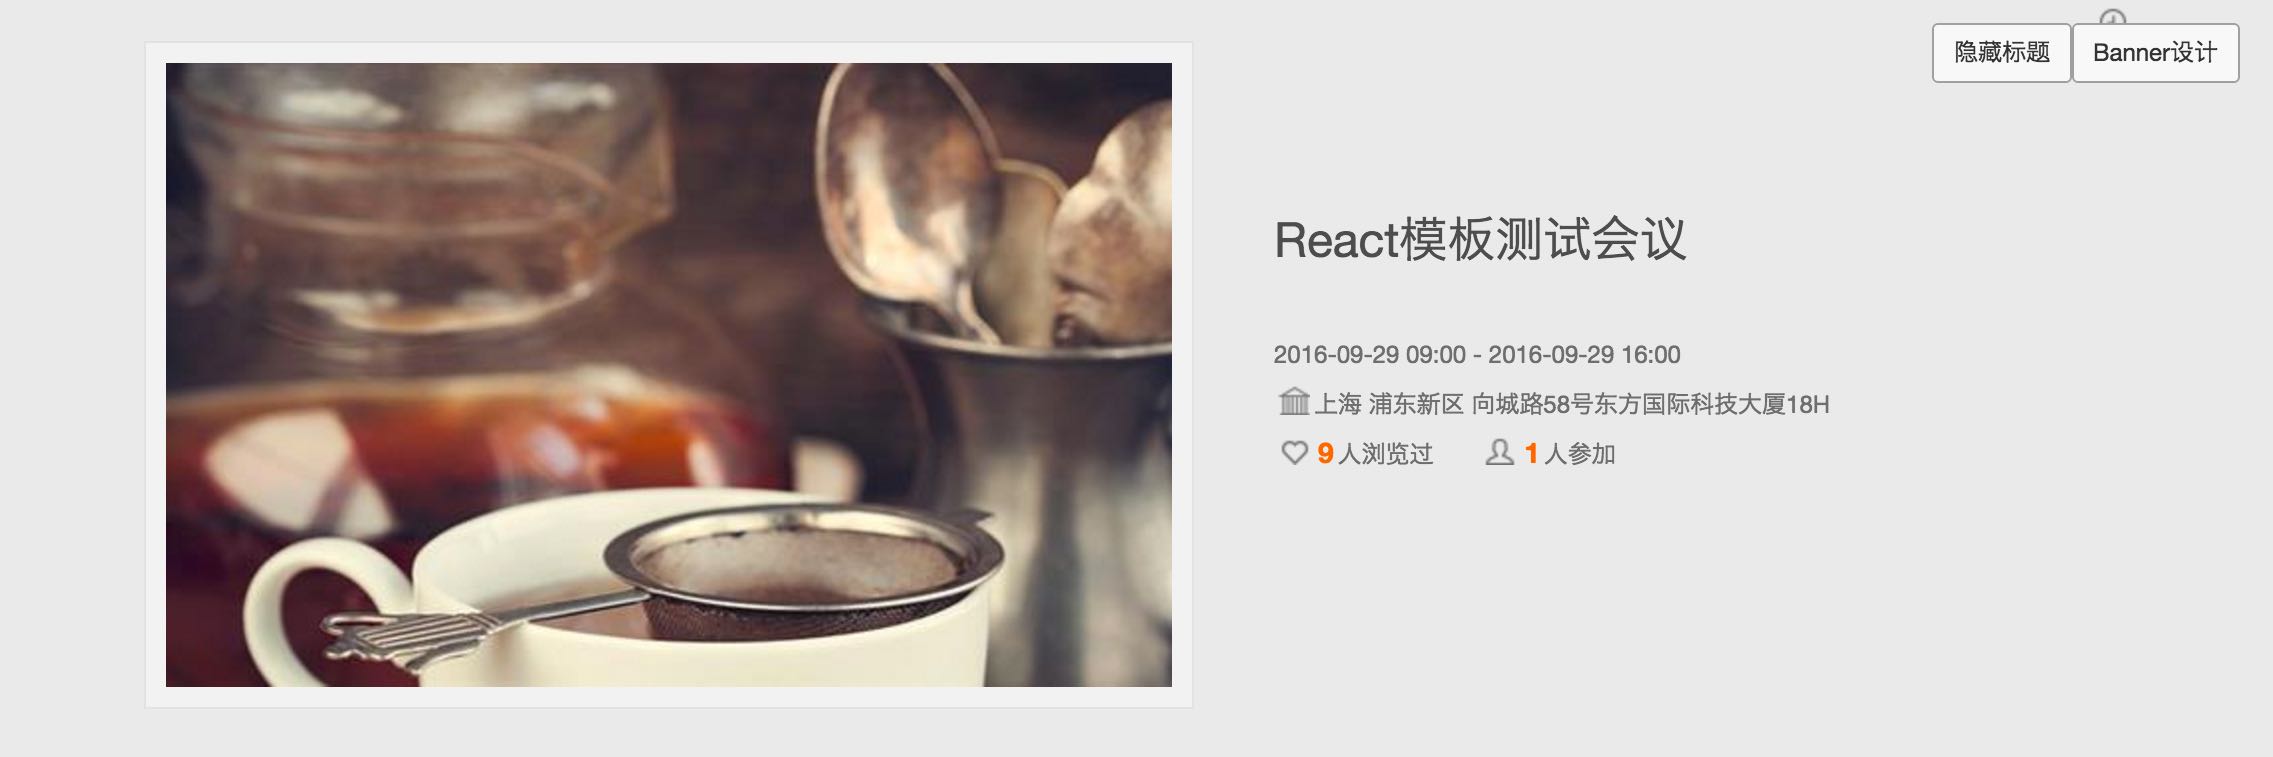 隐藏标题 Banner设计
React模板测试会议
2016-09-29 09:00 - 2016-09-29 16:00
上海 浦东新区 向城路58号东方国际科技大厦18H
9人浏览过 1人参加